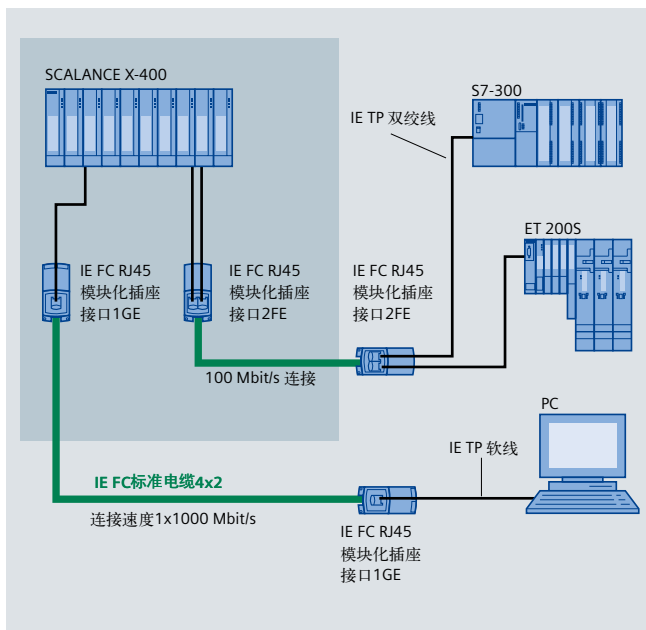 SCALANCE X-400
S7-300
IE TP 双绞线
ET 200S
IE FC RJ45
模块化插座
接口1GE
IE FC RJ45
模块化插座
接口2FE
IE FC RJ45
模块化插座
接口2FE
100 Mbit/s 连接
PC
IE TP 软线
IE FC标准电缆4x2
连接速度1x1000 Mbit/s
IE FC RJ45
模块化插座
接口1GE